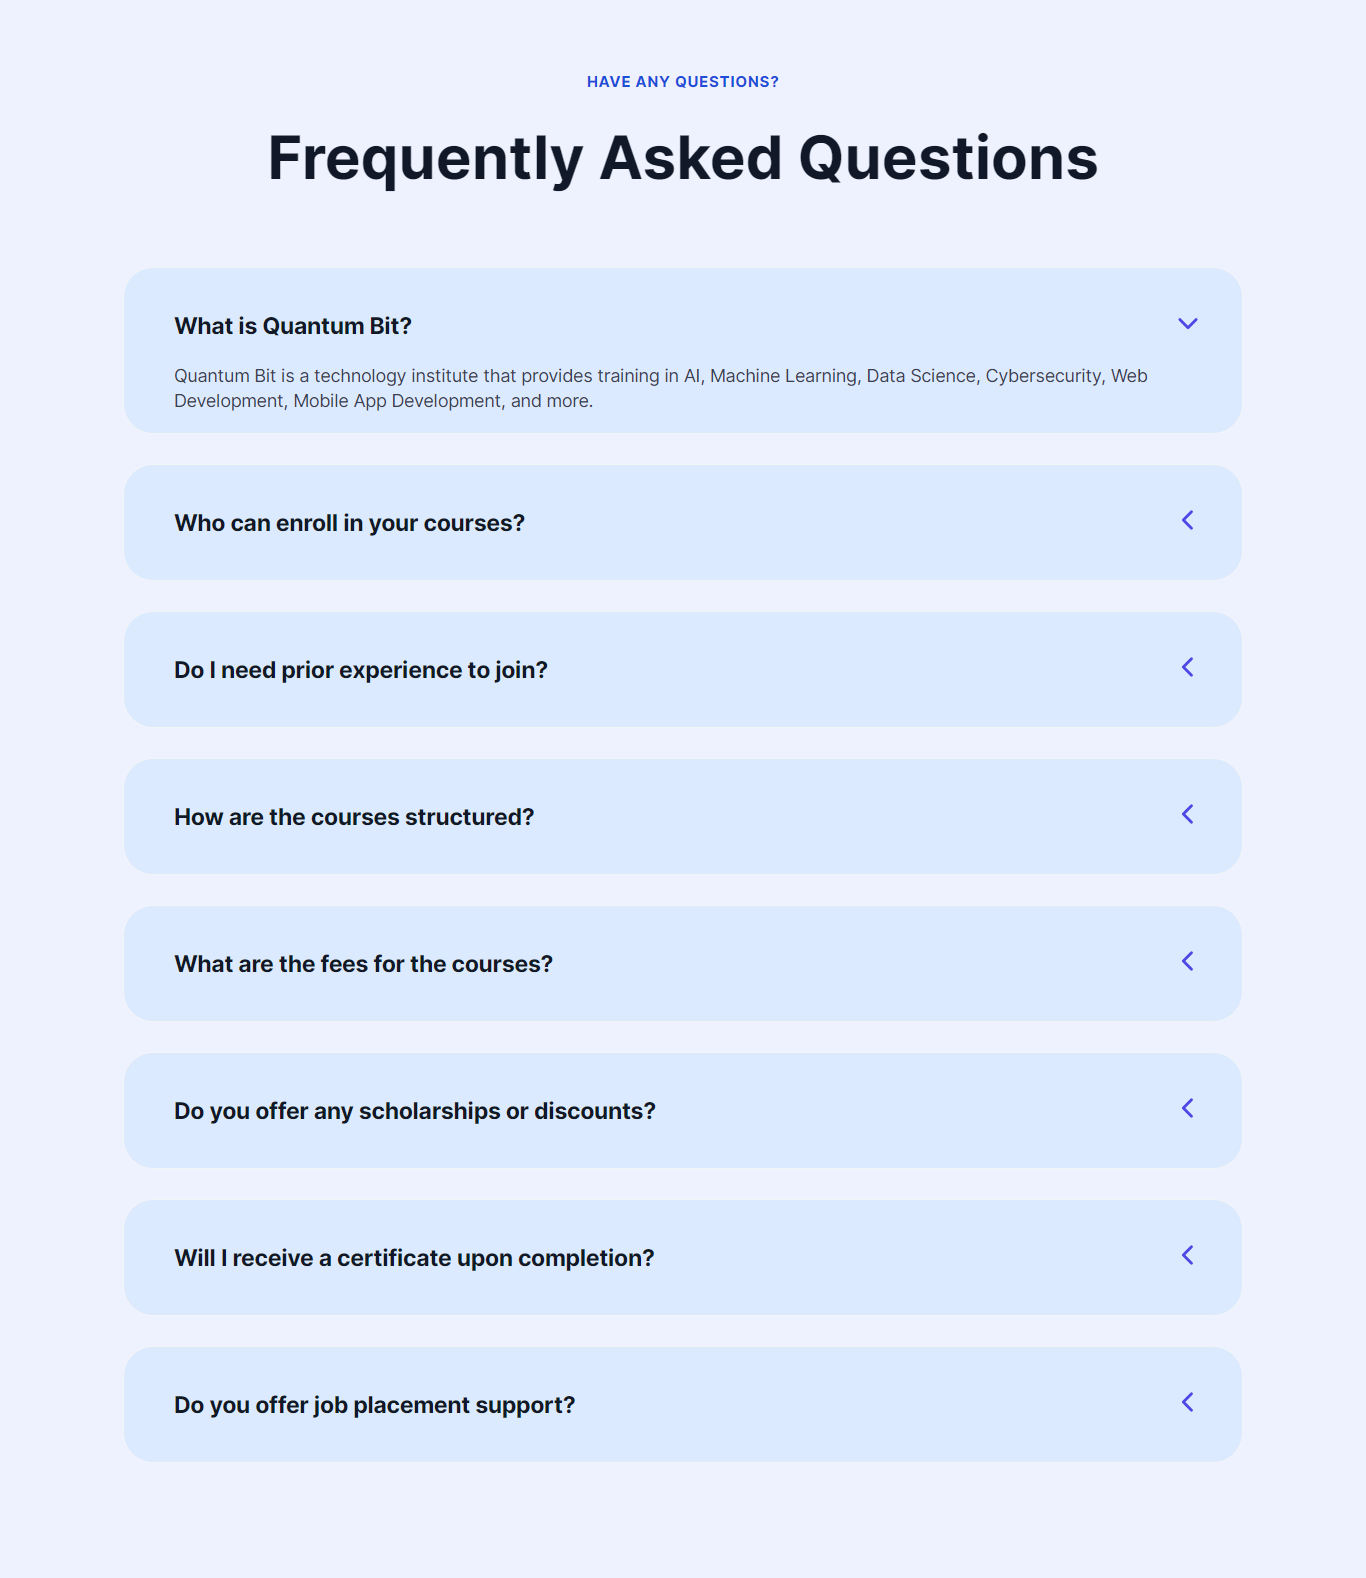 HAVE ANY QUESTIONS?
Frequently Asked Questions
What is Quantum Bit?
Quantum Bit is a technology institute that provides training in AI, Machine Learning, Data Science, Cybersecurity, Web
Development, Mobile App Development, and more.
Who can enroll in your courses?
Do I need prior experience to join?
How are the courses structured?
What are the fees for the courses?
Do you offer any scholarships or discounts?
Will I receive a certificate upon completion?
Do you offer job placement support?